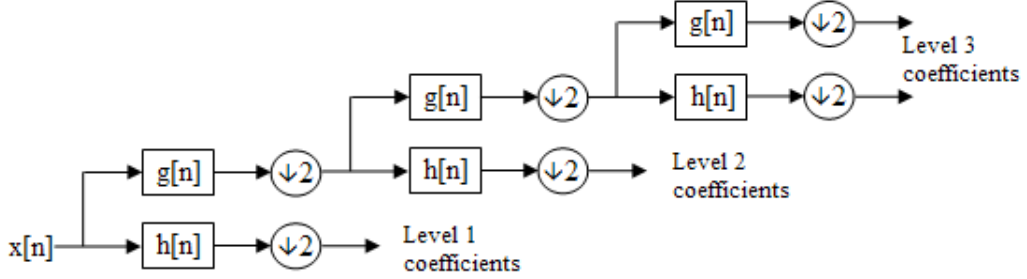 g[n]
↓2
Level 3
coefficients
g[n]
↓2
h[n]
↓2
g[n]
↓2
h[n]
↓2
Level 2
coefficients
x[n]
h[n]
↓2
Level 1
coefficients